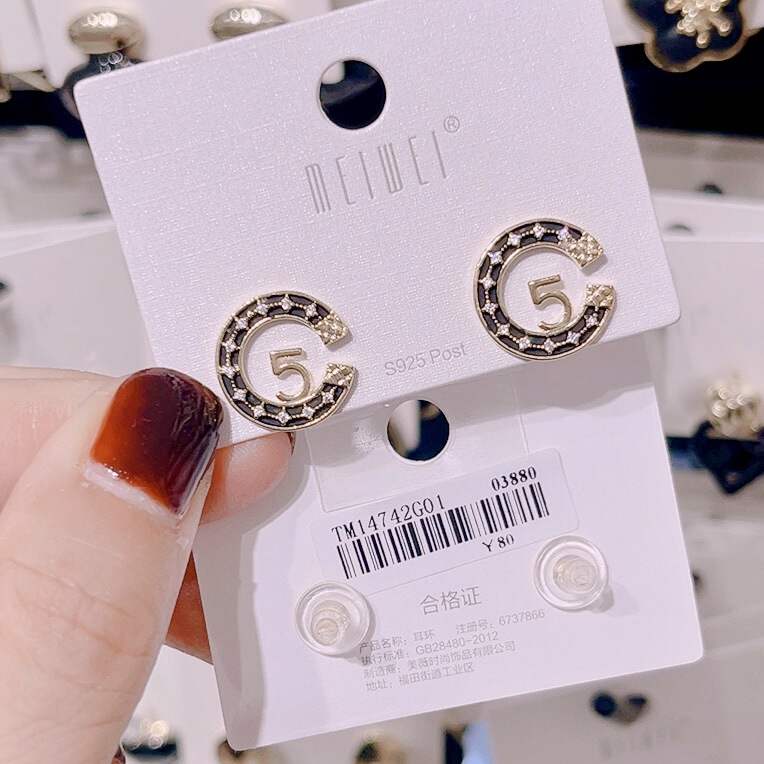 MEIWEI®
5
5
S925 Post
03880
TM14742G01
Y 80
合格证
产品名称：耳环 注册号：6737866
执行标准：GB28480-2012
制造商：美薇时尚饰品有限公司
地址：福田街道工业区